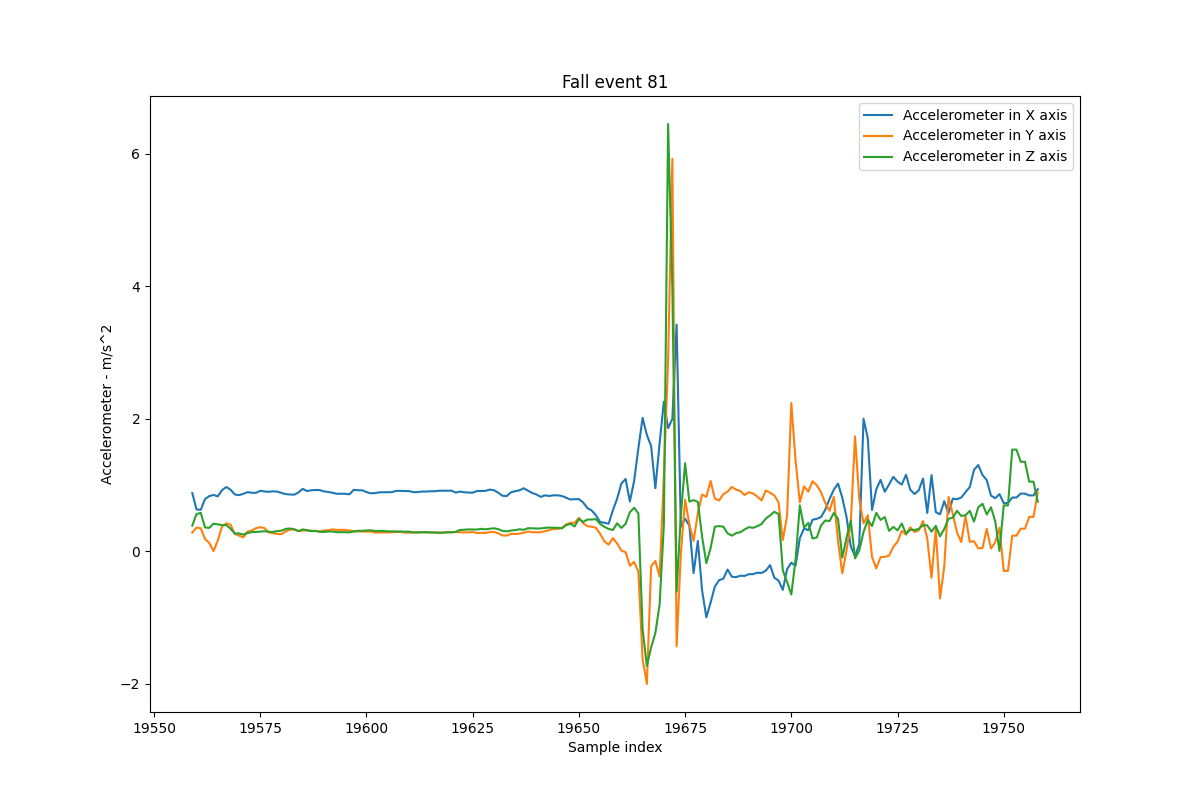 Fall event 81
Accelerometer in X axis
Accelerometer in Y axis
Accelerometer in Z axis
6
4
2
0
−2
Accelerometer - m/s^2
19550 19575 19600 19625 19650 19675 19700 19725 19750
Sample index